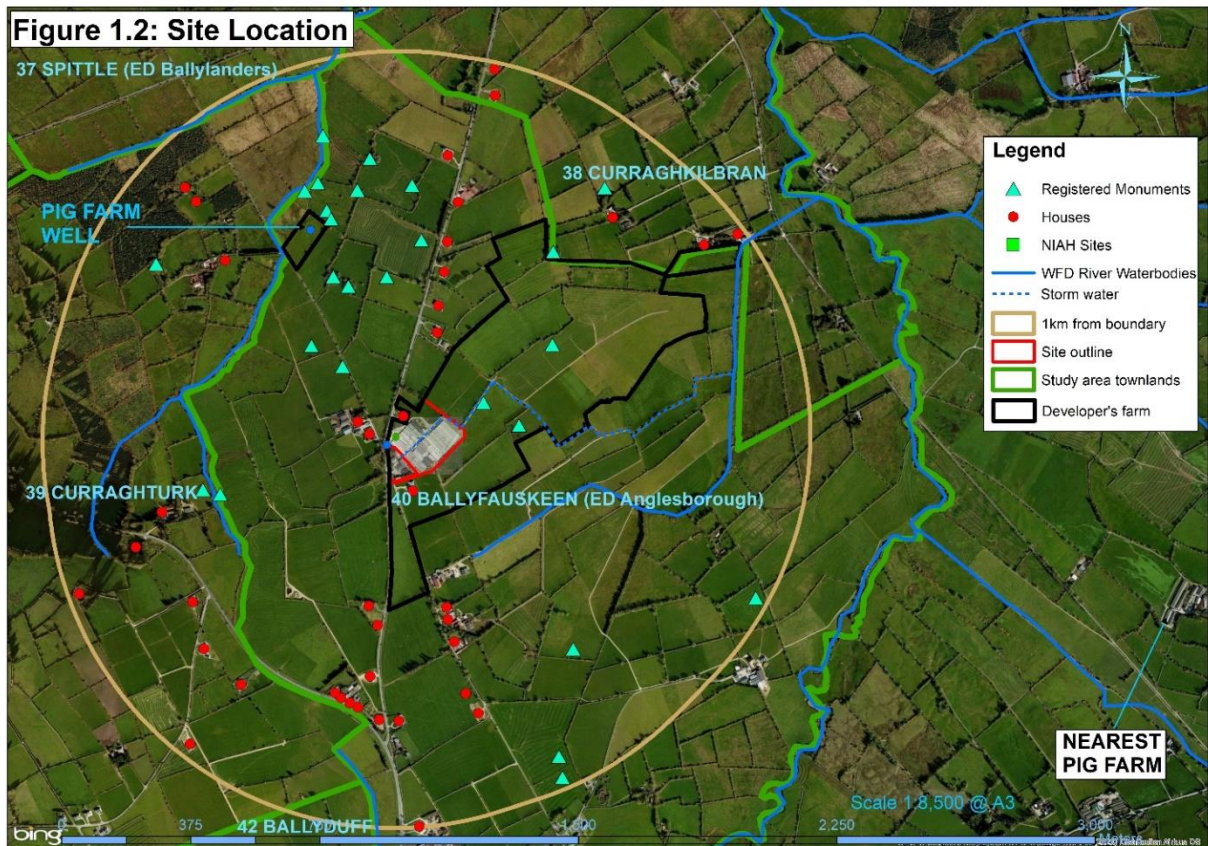 Figure 1.2: Site Location
37 SPITTLE (ED Ballylanders)
N
Legend
Registered Monuments
Houses
NIAH Sites
WFD River Waterbodies
Storm water
1km from boundary
Site outline
Study area townlands
Developer's farm
38 CURRAGHKILBRAN
PIG FARM
WELL
39 CURRAGHTURK
40 BALLYFAUSKEEN (ED Anglesborough)
NEAREST
PIG FARM
Scale 1:8,500 @ A3
bing
0 375 1,500 2,250 3,000
42 BALLYDUFF
Meters